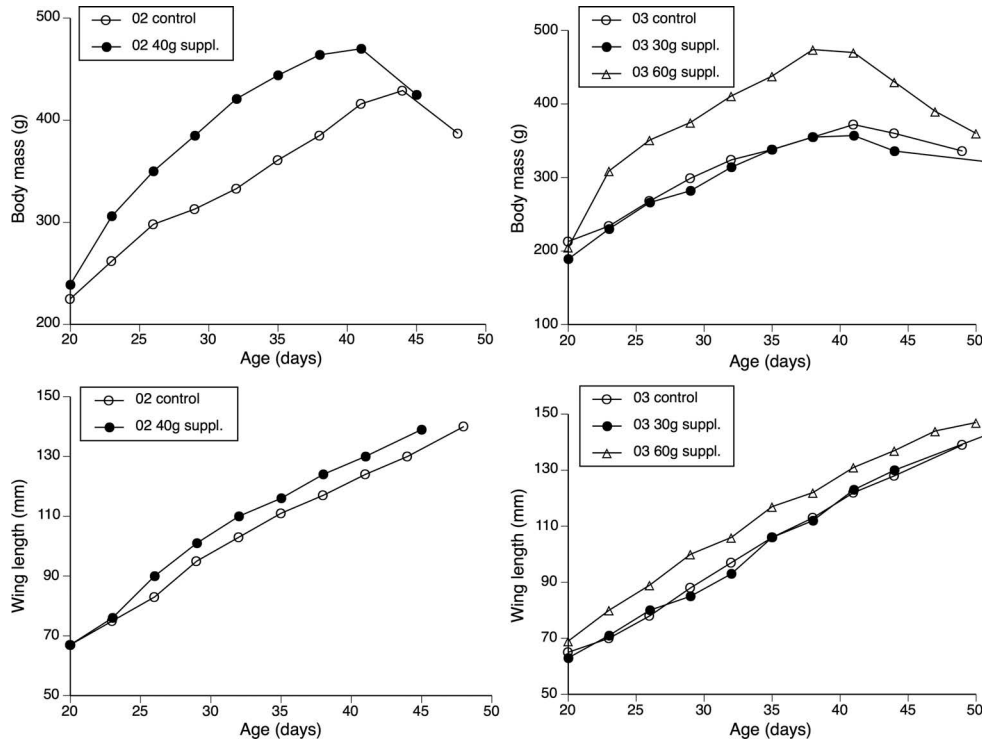 500
400
300
200
Body mass (g)
02 control
02 40g suppl.
20 25 30 35 40 45 50
Age (days)
500
400
300
200
100
Body mass (g)
03 control
03 30g suppl.
03 60g suppl.
20 25 30 35 40 45 50
Age (days)
150
130
110
90
70
50
Wing length (mm)
02 control
02 40g suppl.
20 25 30 35 40 45 50
Age (days)
150
130
110
90
70
50
Wing length (mm)
03 control
03 30g suppl.
03 60g suppl.
20 25 30 35 40 45 50
Age (days)